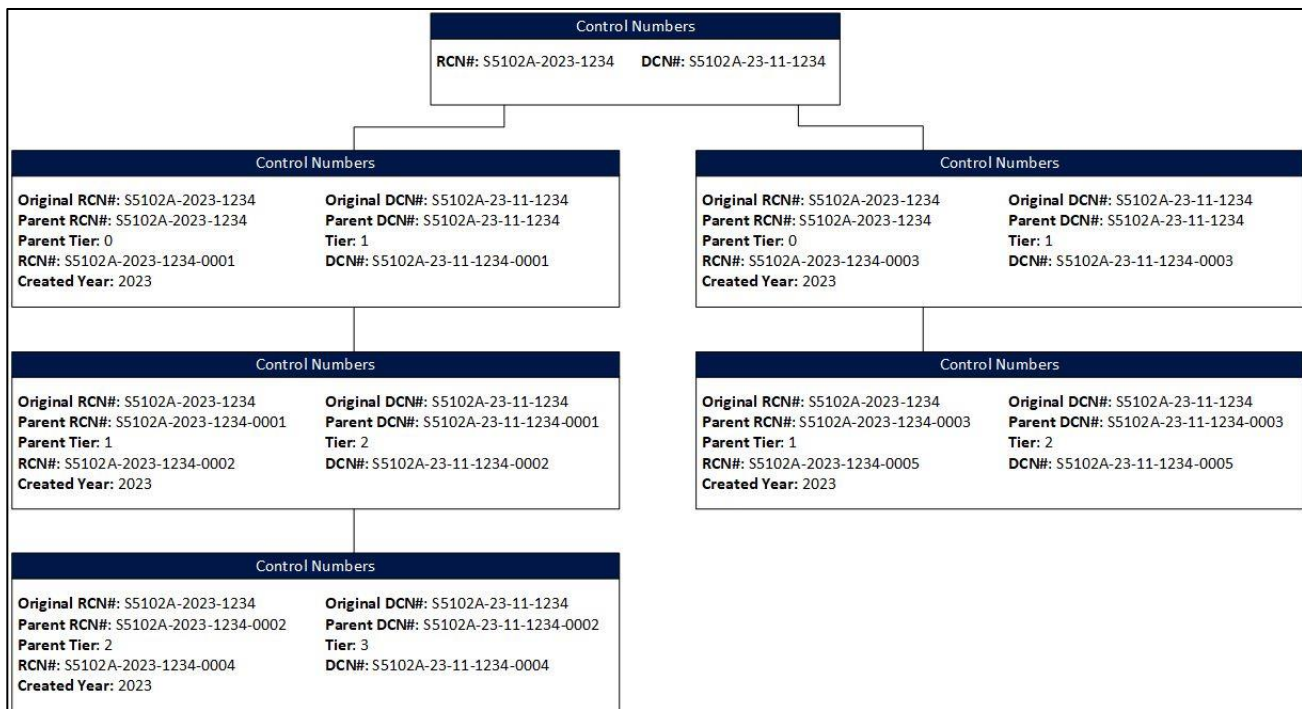 Control Numbers
RCN#: S5102A-2023-1234 DCN#: S5102A-23-11-1234
Control Numbers
Original RCN#: S5102A-2023-1234 Original DCN#: S5102A-23-11-1234
Parent RCN#: S5102A-2023-1234 Parent DCN#: S5102A-23-11-1234
Parent Tier: 0 Tier: 1
RCN#: S5102A-2023-1234-0001 DCN#: S5102A-23-11-1234-0001
Created Year: 2023
Control Numbers
Original RCN#: S5102A-2023-1234 Original DCN#: S5102A-23-11-1234
Parent RCN#: S5102A-2023-1234 Parent DCN#: S5102A-23-11-1234
Parent Tier: 0 Tier: 1
RCN#: S5102A-2023-1234-0003 DCN#: S5102A-23-11-1234-0003
Created Year: 2023
Control Numbers
Original RCN#: S5102A-2023-1234 Original DCN#: S5102A-23-11-1234
Parent RCN#: S5102A-2023-1234-0001 Parent DCN#: S5102A-23-11-1234-0001
Parent Tier: 1 Tier: 2
RCN#: S5102A-2023-1234-0002 DCN#: S5102A-23-11-1234-0002
Created Year: 2023
Control Numbers
Original RCN#: S5102A-2023-1234 Original DCN#: S5102A-23-11-1234
Parent RCN#: S5102A-2023-1234-0003 Parent DCN#: S5102A-23-11-1234-0003
Parent Tier: 1 Tier: 2
RCN#: S5102A-2023-1234-0005 DCN#: S5102A-23-11-1234-0005
Created Year: 2023
Control Numbers
Original RCN#: S5102A-2023-1234 Original DCN#: S5102A-23-11-1234
Parent RCN#: S5102A-2023-1234-0002 Parent DCN#: S5102A-23-11-1234-0002
Parent Tier: 2 Tier: 3
RCN#: S5102A-2023-1234-0004 DCN#: S5102A-23-11-1234-0004
Created Year: 2023